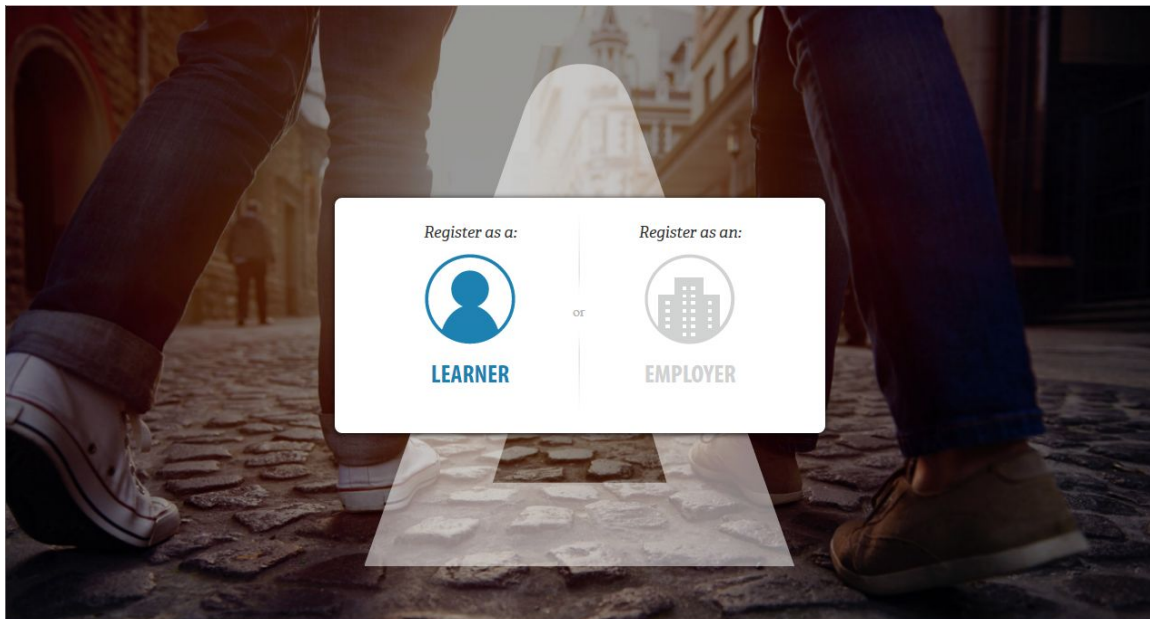 Register as a:
LEARNER
or
Register as an:
EMPLOYER